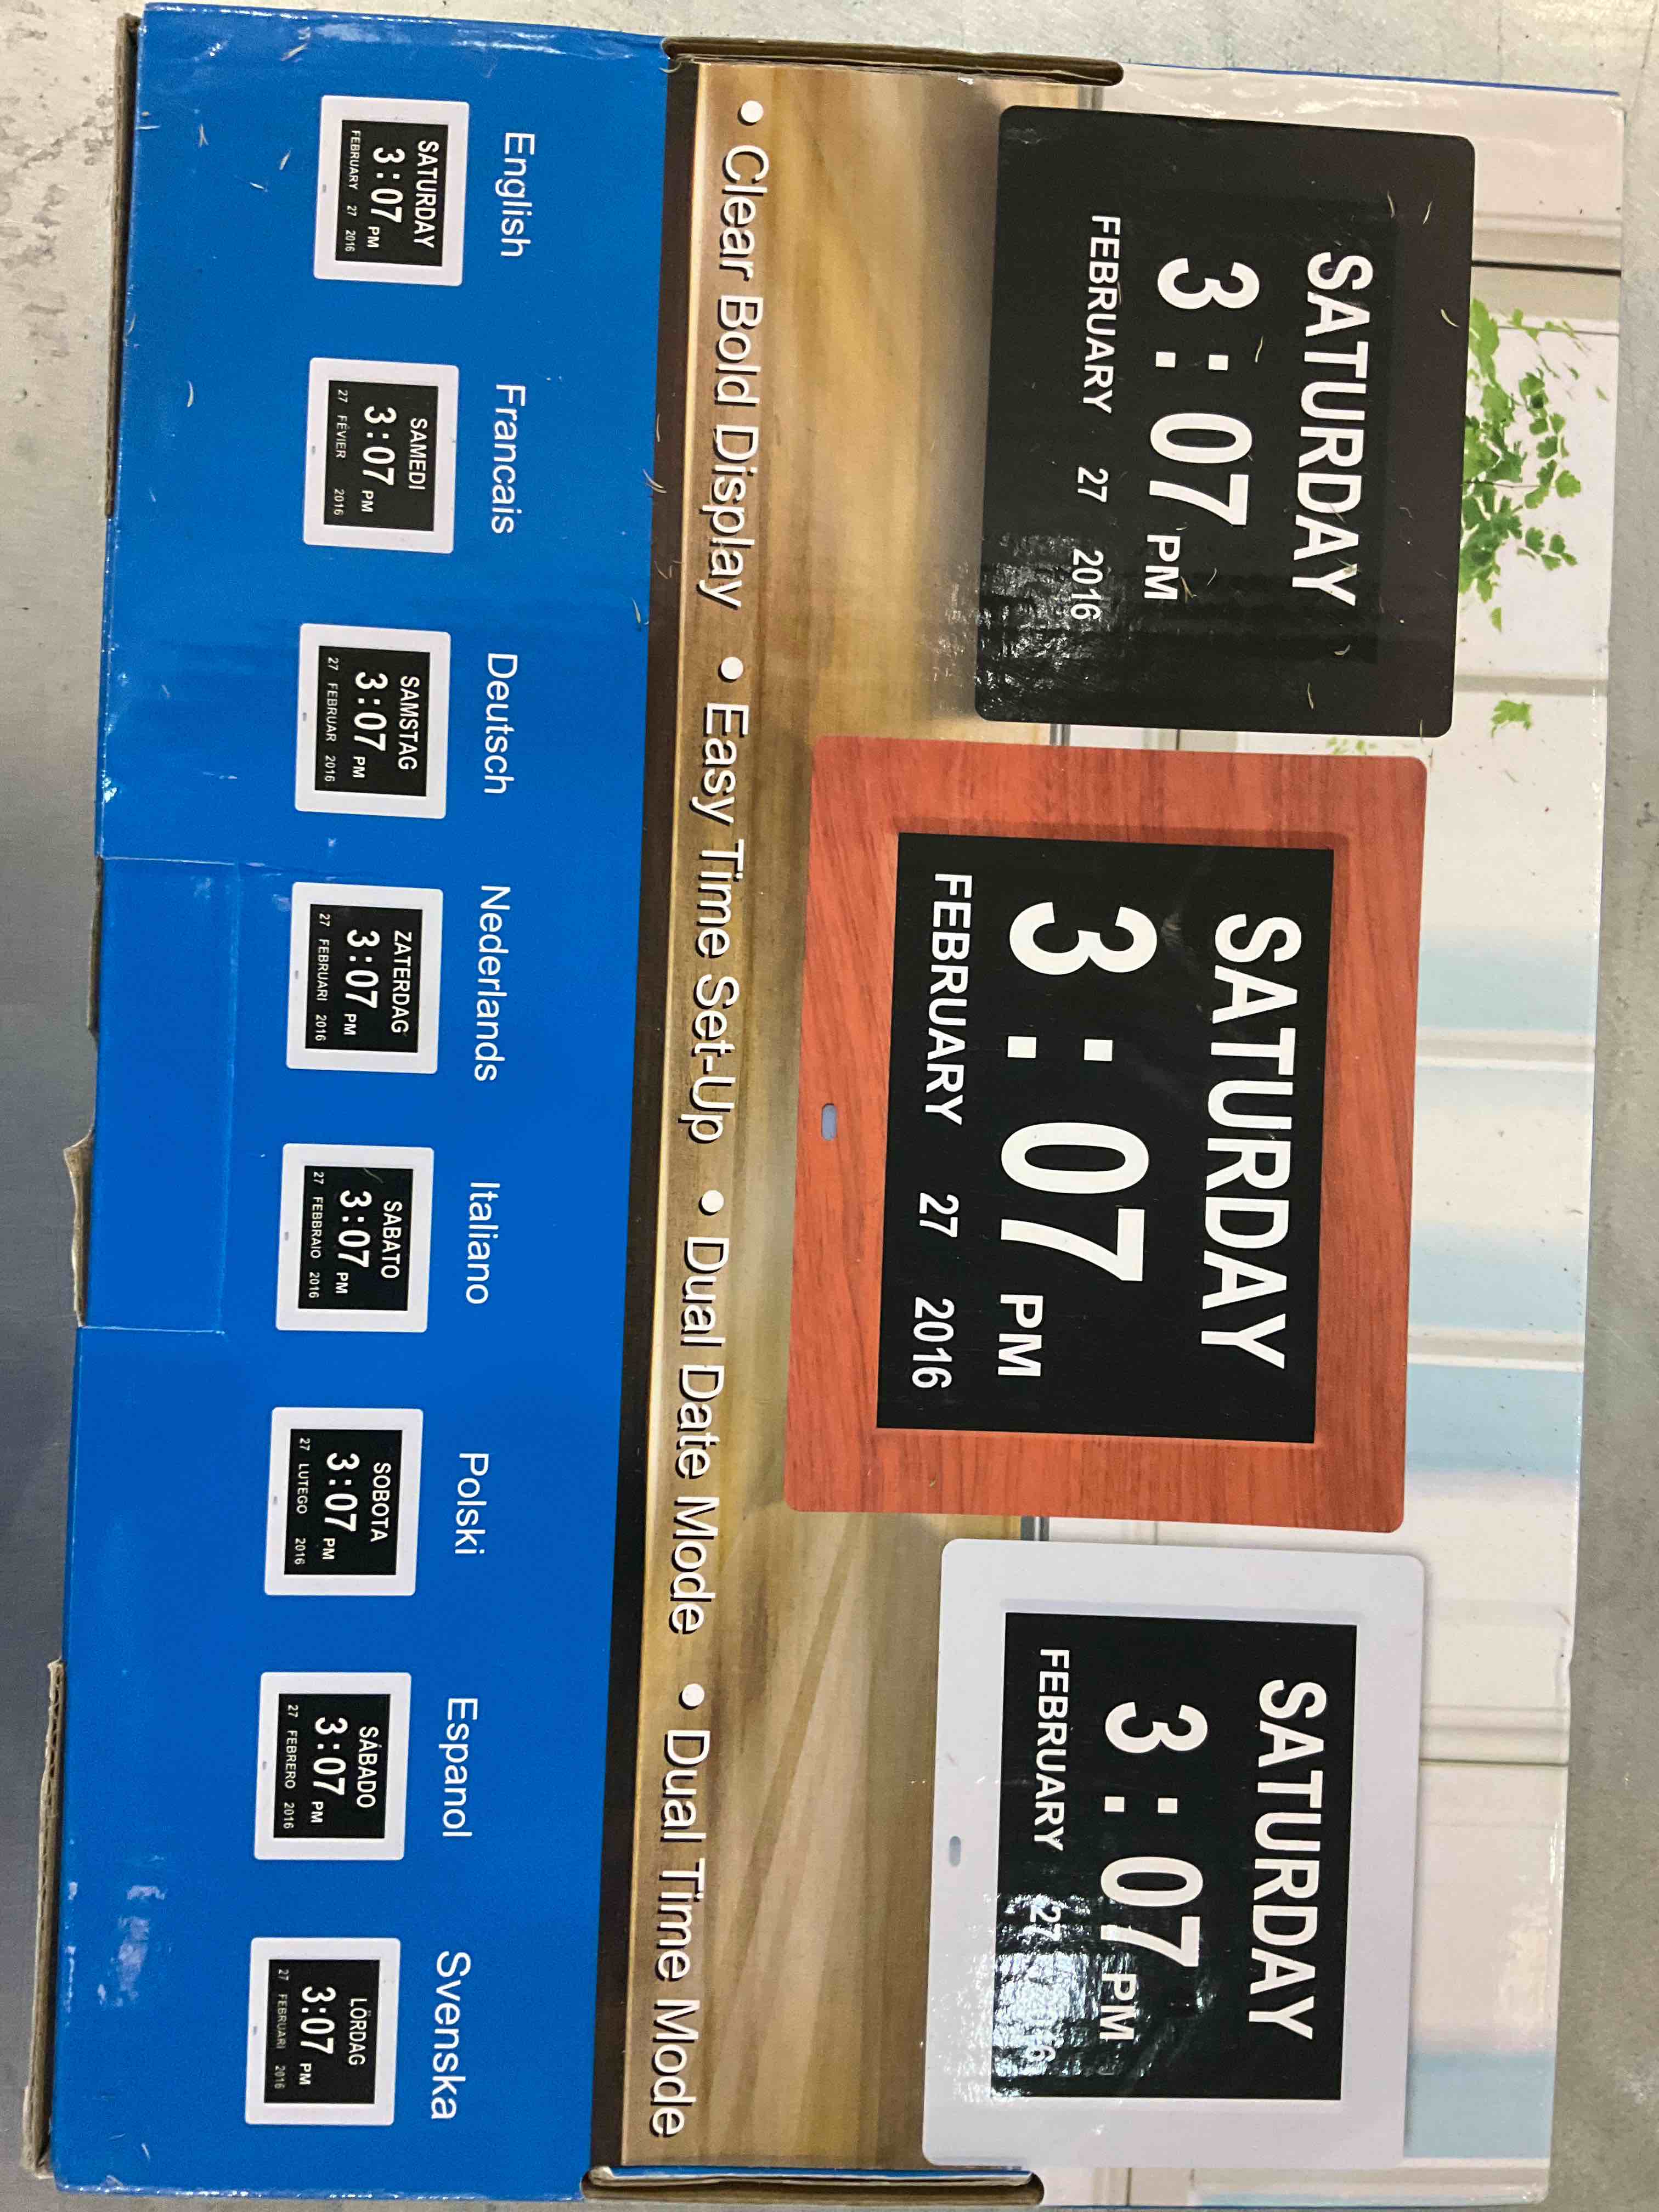 SATURDAY
3:07 PM
FEBRUARY 27 2016
SATURDAY
3:07 PM
FEBRUARY 27 2016
SATURDAY
3:07 PM
FEBRUARY 27 2016
• Clear Bold Display • Easy Time Set-Up • Dual Date Mode • Dual Time Mode
English
SATURDAY
3:07 PM
FEBRUARY 27 2016
Francais
SAMEDI
3:07 PM
27 FÉVIER 2016
Deutsch
SAMSTAG
3:07 PM
27 FEBRUAR 2016
Nederlands
ZATERDAG
3:07 PM
27 FEBRUARI 2016
Italiano
SABATO
3:07 PM
27 FEBBRAIO 2016
Polski
SOBOTA
3:07 PM
27 LUTEGO 2016
Espanol
SÁBADO
3:07 PM
27 FEBRERO 2016
Svenska
LÖRDAG
3:07 PM
27 FEBRUARI 2016